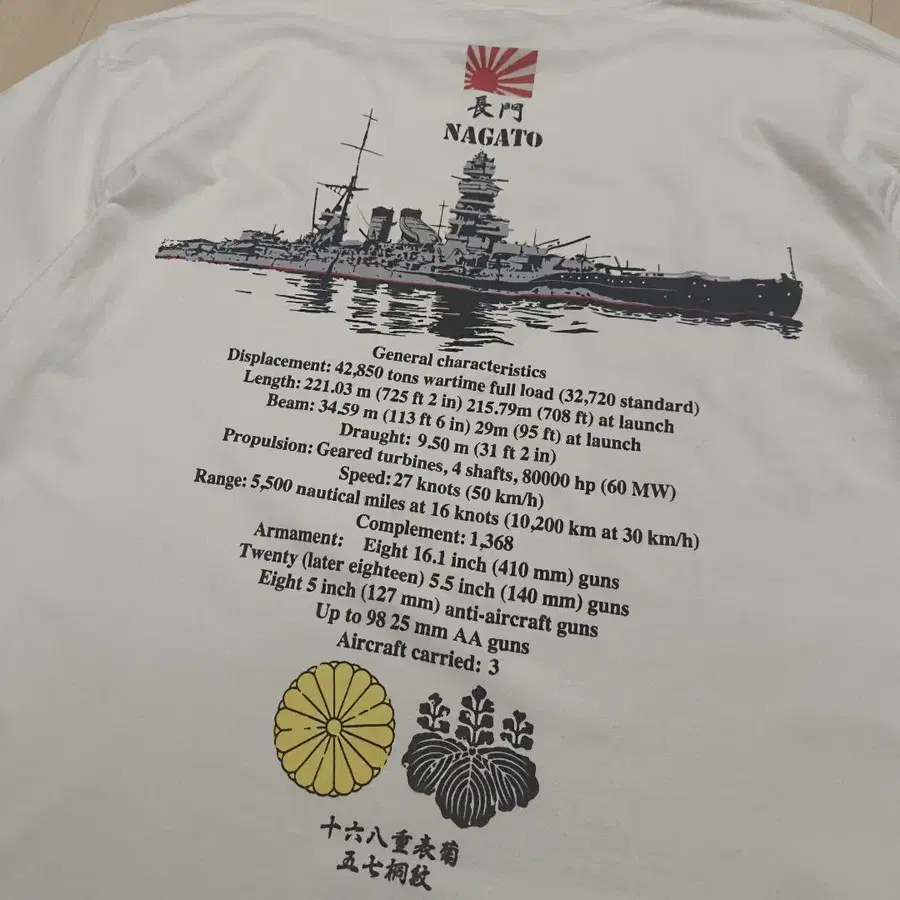 長門
NAGATO
General characteristics
Displacement: 42,850 tons wartime full load (32,720 standard)
Length: 221.03 m (725 ft 2 in) 215.79m (708 ft) at launch
Beam: 34.59 m (113 ft 6 in) 29m (95 ft) at launch
Draught: 9.50 m (31 ft 2 in)
Propulsion: Geared turbines, 4 shafts, 80000 hp (60 MW)
Speed: 27 knots (50 km/h)
Range: 5,500 nautical miles at 16 knots (10,200 km at 30 km/h)
Complement: 1,368
Armament: Eight 16.1 inch (410 mm) guns
Twenty (later eighteen) 5.5 inch (140 mm) guns
Eight 5 inch (127 mm) anti-aircraft guns
Up to 98 25 mm AA guns
Aircraft carried: 3
十六八重表菊
五七桐紋